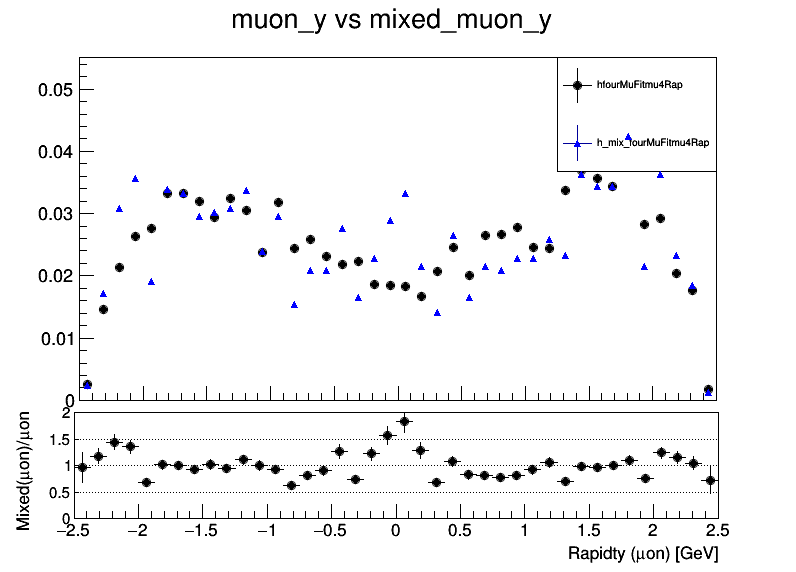 muon_y vs mixed_muon_y
hfourMuFitmu4Rap
h_mix_fourMuFitmu4Rap
0.05
0.04
0.03
0.02
0.01
0
Mixed(μon)/μon
2
1.5
1
0.5
0
−2.5 −2 −1.5 −1 −0.5 0 0.5 1 1.5 2 2.5
Rapidty (μon) [GeV]